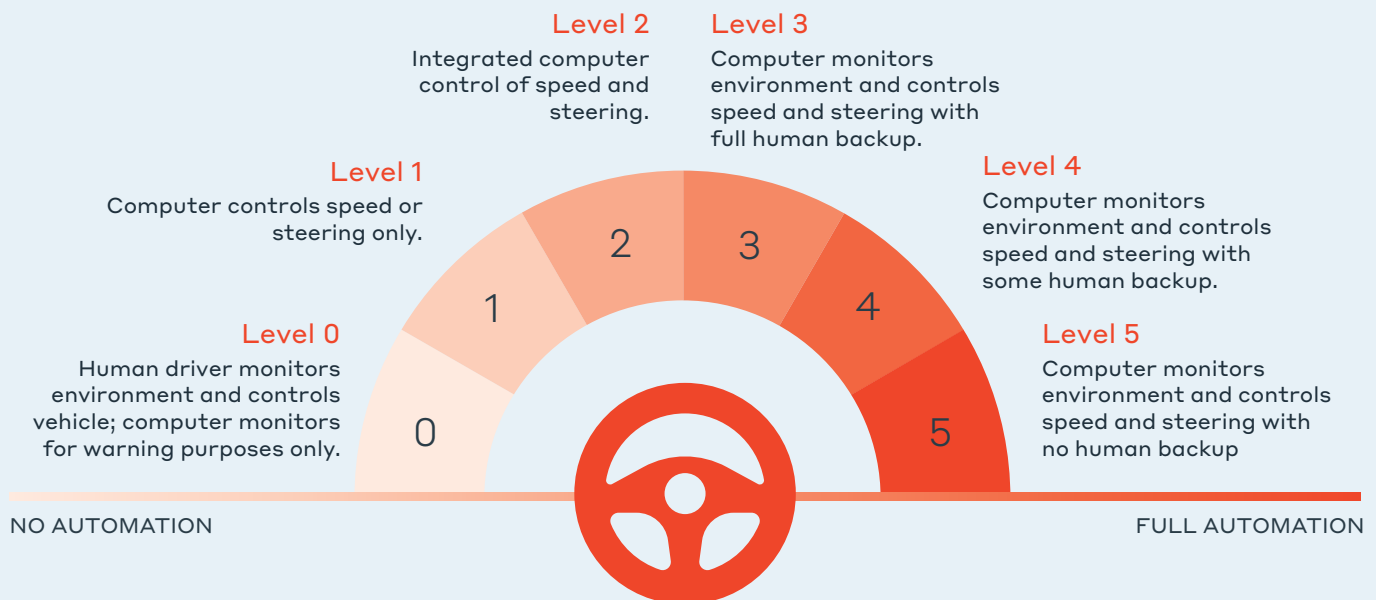 Level 2
Integrated computer
control of speed and
steering.
Level 3
Computer monitors
environment and controls
speed and steering with
full human backup.
Level 1
Computer controls speed or
steering only.
Level 4
Computer monitors
environment and controls
speed and steering with
some human backup.
Level 0
Human driver monitors
environment and controls
vehicle; computer monitors
for warning purposes only.
Level 5
Computer monitors
environment and controls
speed and steering with
no human backup
0
1
2
3
4
5
NO AUTOMATION
FULL AUTOMATION